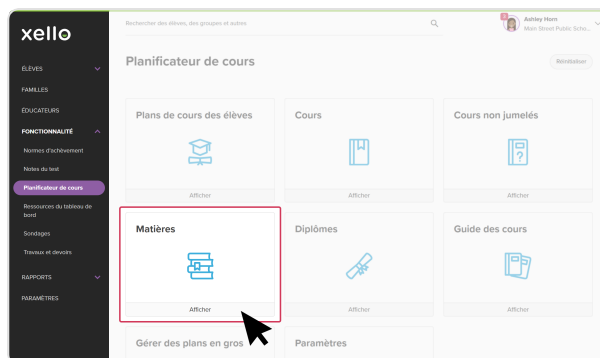 xello
Rechercher des élèves, des groupes et autres
2
Ashley Horn
Main Street Public Scho...
ÉLÈVES
FAMILLES
ÉDUCATEURS
FONCTIONNALITÉ
Normes d'achèvement
Notes du test
Planificateur de cours
Ressources du tableau de
bord
Sondages
Travaux et devoirs
RAPPORTS
PARAMÈTRES
Planificateur de cours
Réinitialiser
Plans de cours des élèves
Afficher
Cours
Afficher
Cours non jumelés
?
Afficher
Matières
Afficher
Diplômes
Afficher
Guide des cours
Afficher
Gérer des plans en gros
Paramètres